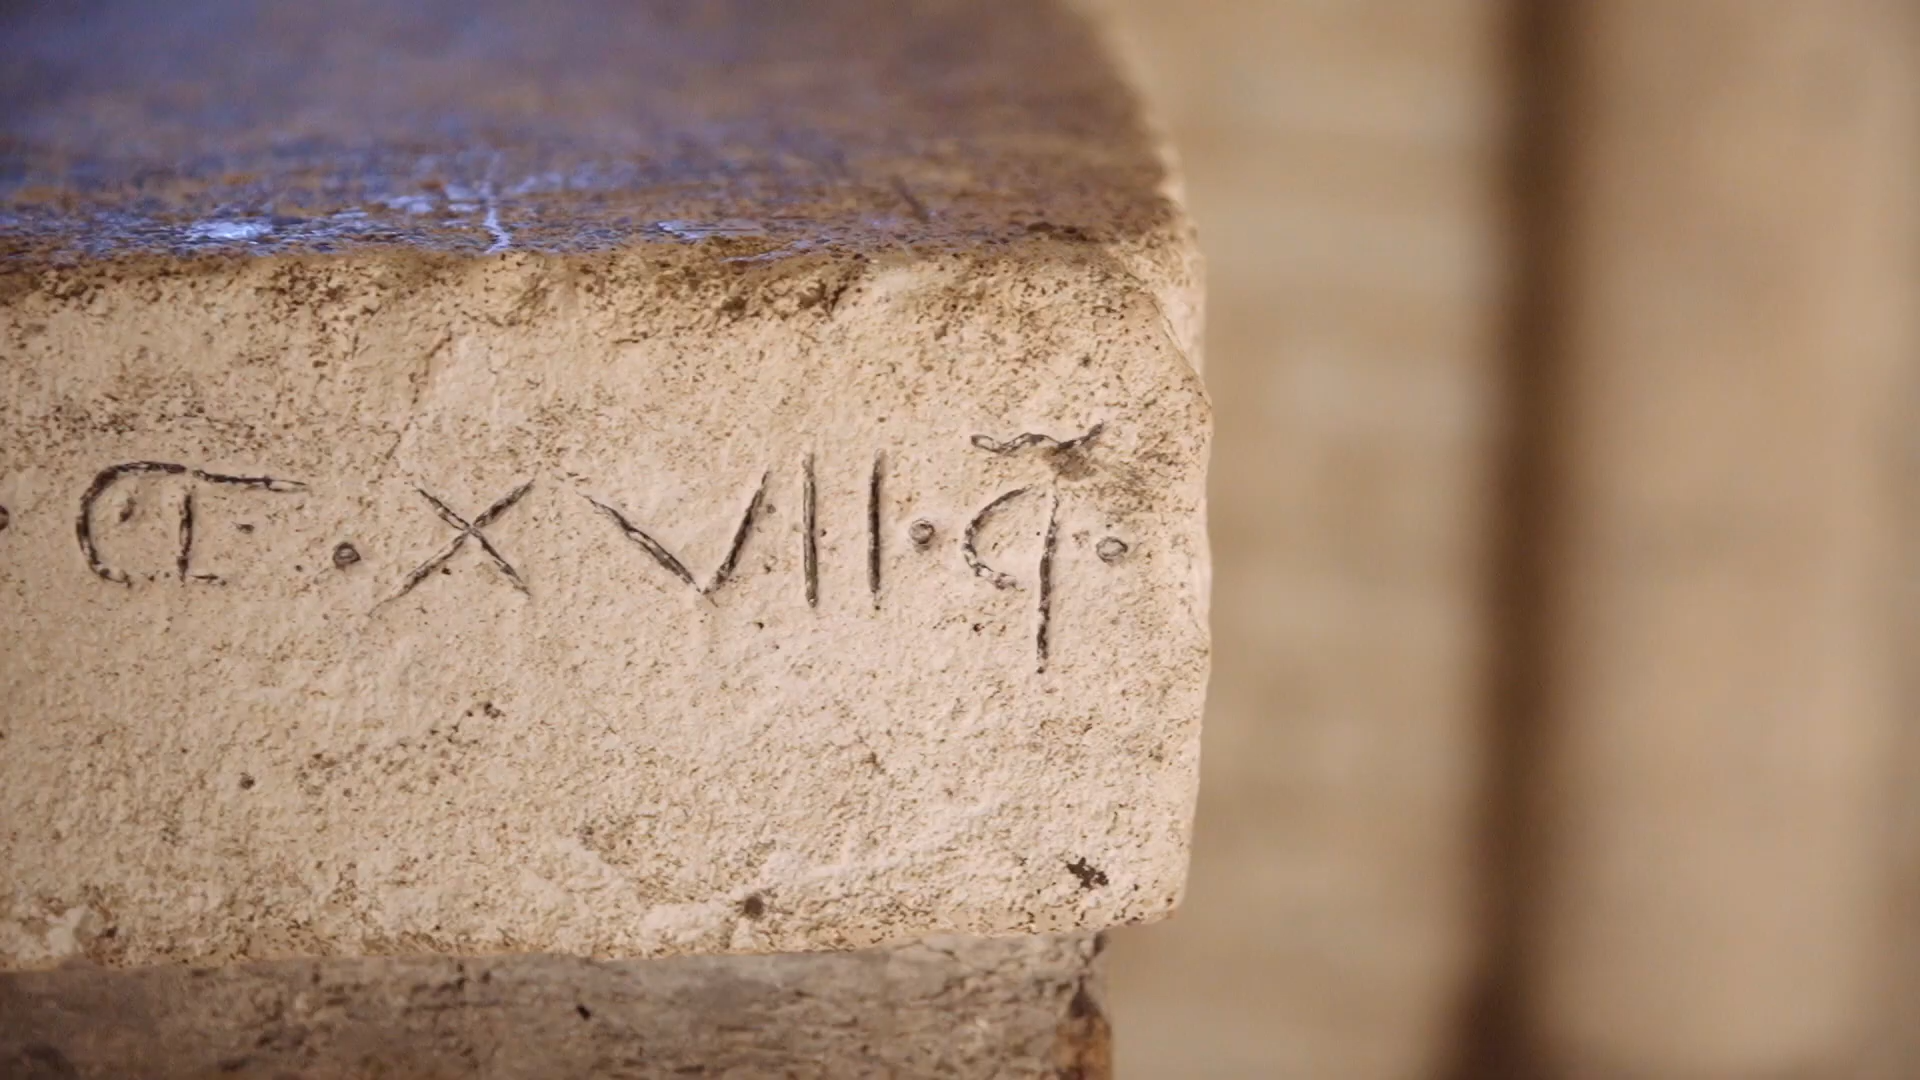 · Œ · XVII · q̃ ·